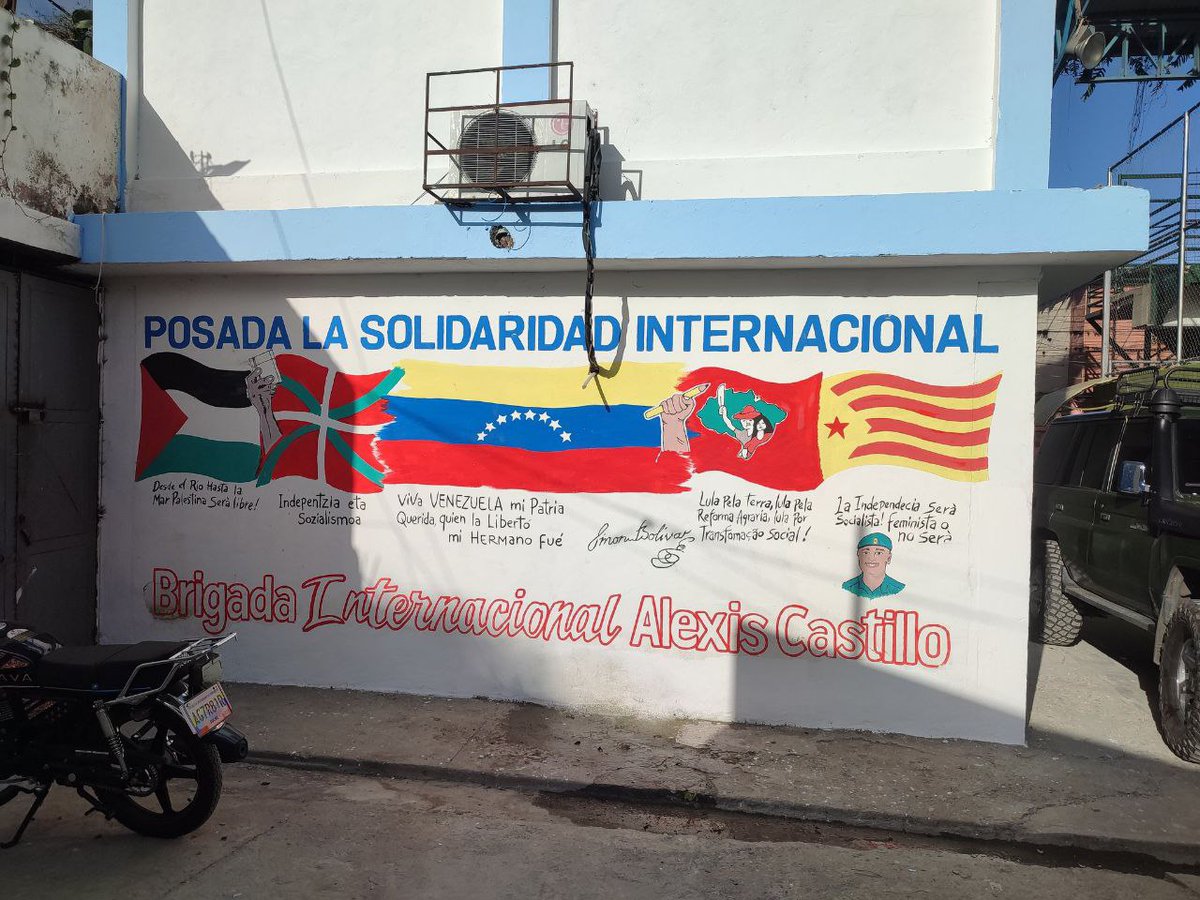 POSADA LA SOLIDARIDAD INTERNACIONAL
Desde el Rio Hasta la
Mar Palestina Será libre!
Indepentzia eta
Sozialismoa
VIVA VENEZUELA mi Patria
Querida, quien la Libertó
mi HERMANO fué
Simón Bolívar
Lula Pela terra, lula Pela
Reforma Agraria, lula Por
Transfomação Social!
La Independecia Será
Socialista! feminista o
no Será
Brigada Internacional Alexis Castillo